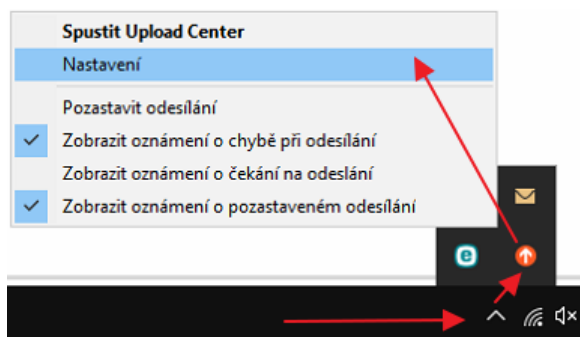 Spustit Upload Center
Nastavení
Pozastavit odesílání
Zobrazit oznámení o chybě při odesílání
Zobrazit oznámení o čekání na odeslání
Zobrazit oznámení o pozastaveném odesílání
e